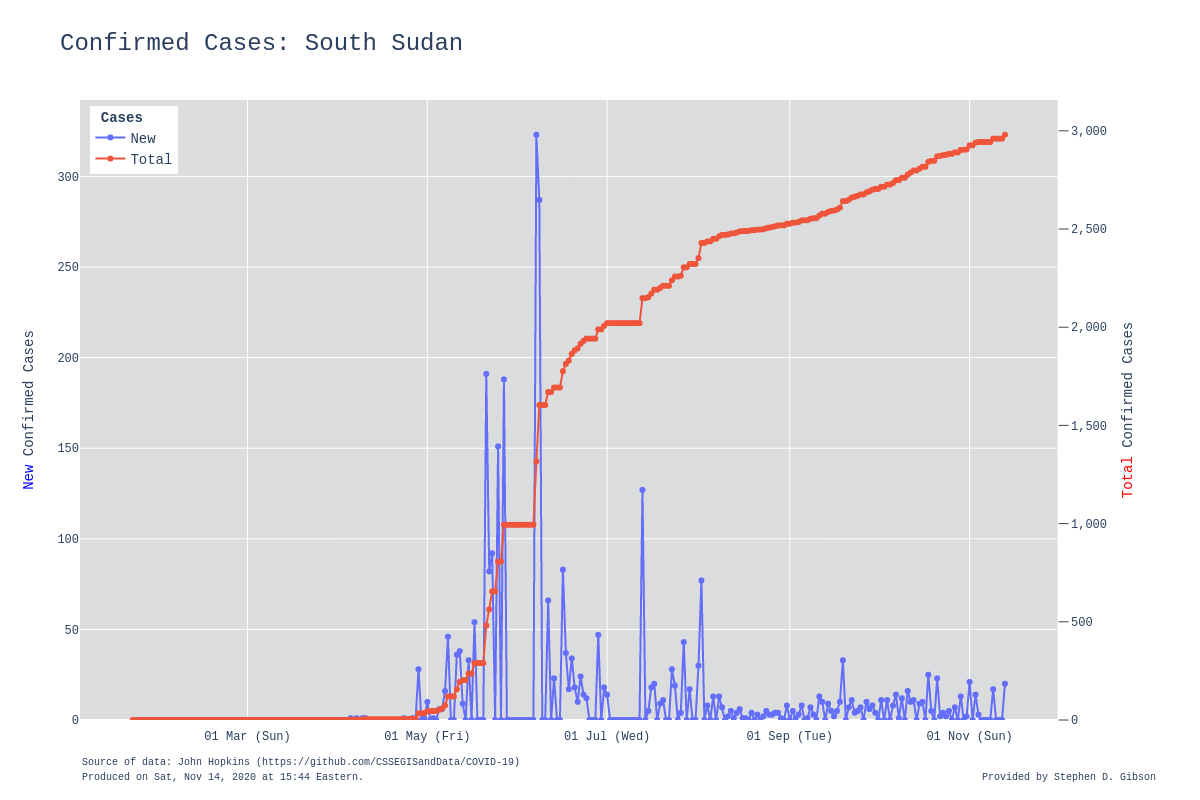 Confirmed Cases: South Sudan
Cases
New
Total
300
250
200
150
100
50
0
3,000
2,500
2,000
1,500
1,000
500
0
New Confirmed Cases
Total Confirmed Cases
01 Mar (Sun)
01 May (Fri)
01 Jul (Wed)
01 Sep (Tue)
01 Nov (Sun)
Source of data: John Hopkins (https://github.com/CSSEGISandData/COVID-19)
Produced on Sat, Nov 14, 2020 at 15:44 Eastern.
Provided by Stephen D. Gibson